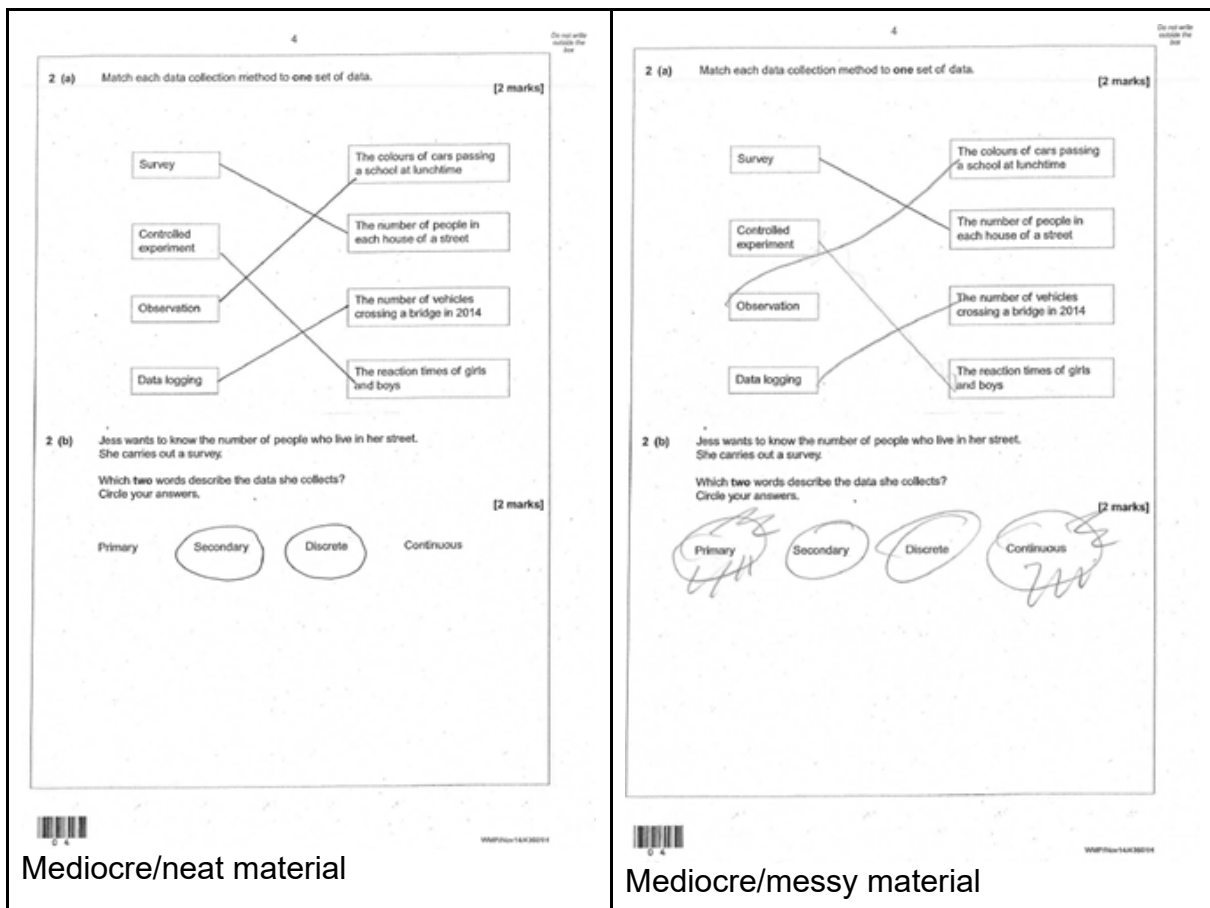 4
Do not write
outside the
box
2 (a) Match each data collection method to one set of data.
[2 marks]
Survey
The colours of cars passing
a school at lunchtime
Controlled
experiment
The number of people in
each house of a street
Observation
The number of vehicles
crossing a bridge in 2014
Data logging
The reaction times of girls
and boys
2 (b) Jess wants to know the number of people who live in her street.
She carries out a survey.
Which two words describe the data she collects?
Circle your answers.
[2 marks]
Primary Secondary Discrete Continuous
0 4
Mediocre/neat material
4
Do not write
outside the
box
2 (a) Match each data collection method to one set of data.
[2 marks]
Survey
The colours of cars passing
a school at lunchtime
Controlled
experiment
The number of people in
each house of a street
Observation
The number of vehicles
crossing a bridge in 2014
Data logging
The reaction times of girls
and boys
2 (b) Jess wants to know the number of people who live in her street.
She carries out a survey.
Which two words describe the data she collects?
Circle your answers.
[2 marks]
Primary Secondary Discrete Continuous
0 4
Mediocre/messy material